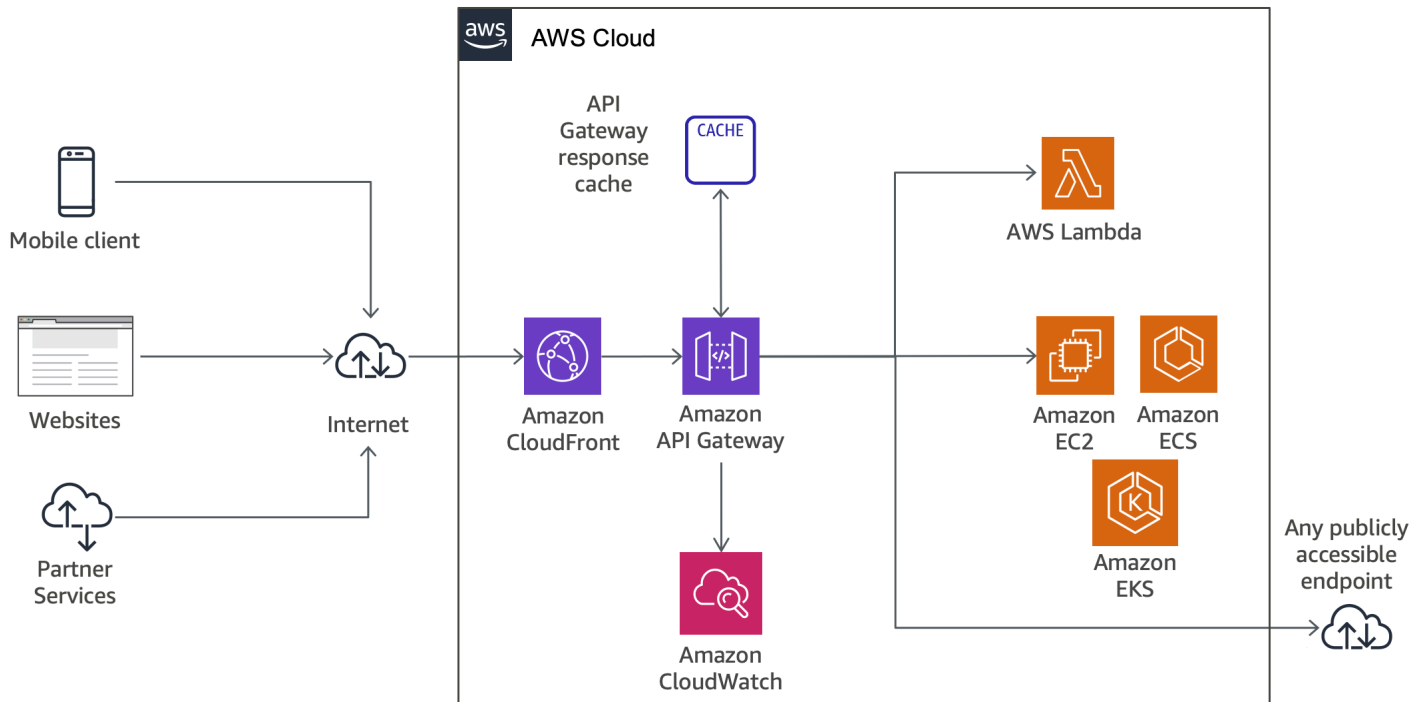 aws
AWS Cloud
API
Gateway
response
cache
CACHE
Mobile client
AWS Lambda
Websites
Internet
Amazon
CloudFront
Amazon
API Gateway
</>
Amazon
EC2
Amazon
ECS
K
Amazon
EKS
Partner
Services
Amazon
CloudWatch
Any publicly
accessible
endpoint